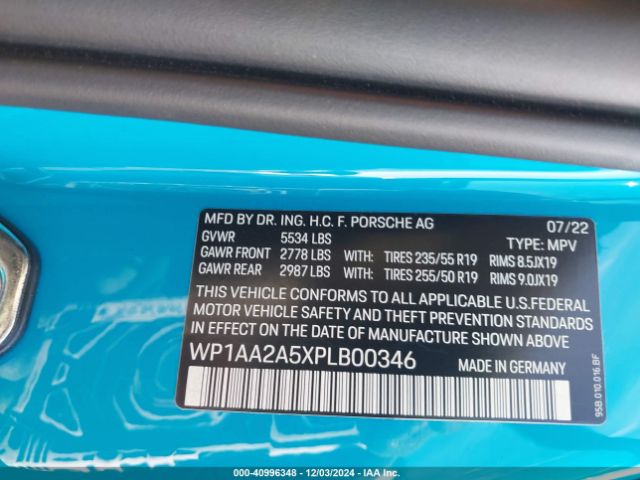 MFD BY DR. ING. H.C. F. PORSCHE AG 07/22
GVWR 5534 LBS TYPE: MPV
GAWR FRONT 2778 LBS WITH: TIRES 235/55 R19 RIMS 8.5JX19
GAWR REAR 2987 LBS WITH: TIRES 255/50 R19 RIMS 9.0JX19
THIS VEHICLE CONFORMS TO ALL APPLICABLE U.S.FEDERAL
MOTOR VEHICLE SAFETY AND THEFT PREVENTION STANDARDS
IN EFFECT ON THE DATE OF MANUFACTURE SHOWN ABOVE
WP1AA2A5XPLB00346 MADE IN GERMANY
95B.010.016.BF
000-40996348 - 12/03/2024 - IAA Inc.